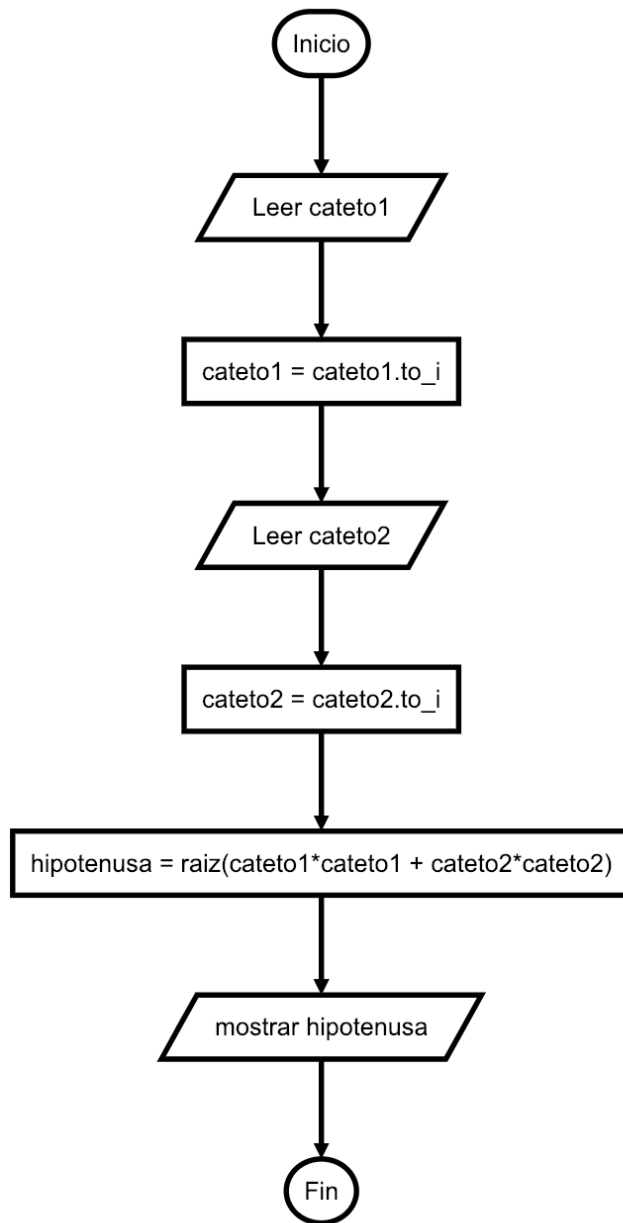 Inicio
Leer cateto1
cateto1 = cateto1.to_i
Leer cateto2
cateto2 = cateto2.to_i
hipotenusa = raiz(cateto1*cateto1 + cateto2*cateto2)
mostrar hipotenusa
Fin